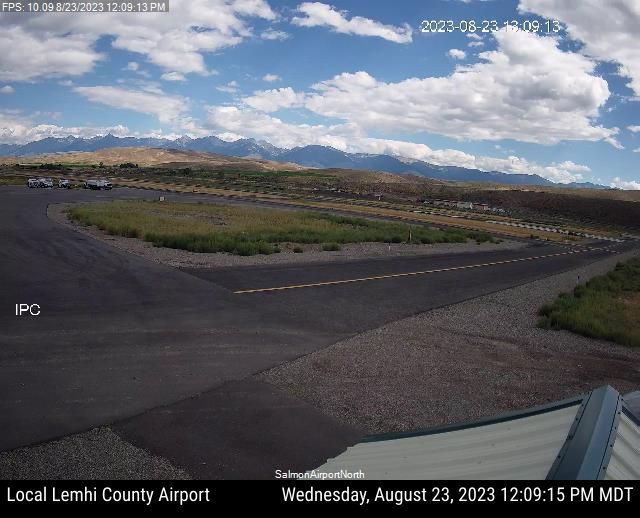 FPS: 10.09 8/23/2023 12:09:13 PM
2023-08-23 13:09:13
IPC
SalmonAirportNorth
Local Lemhi County Airport
Wednesday, August 23, 2023 12:09:15 PM MDT